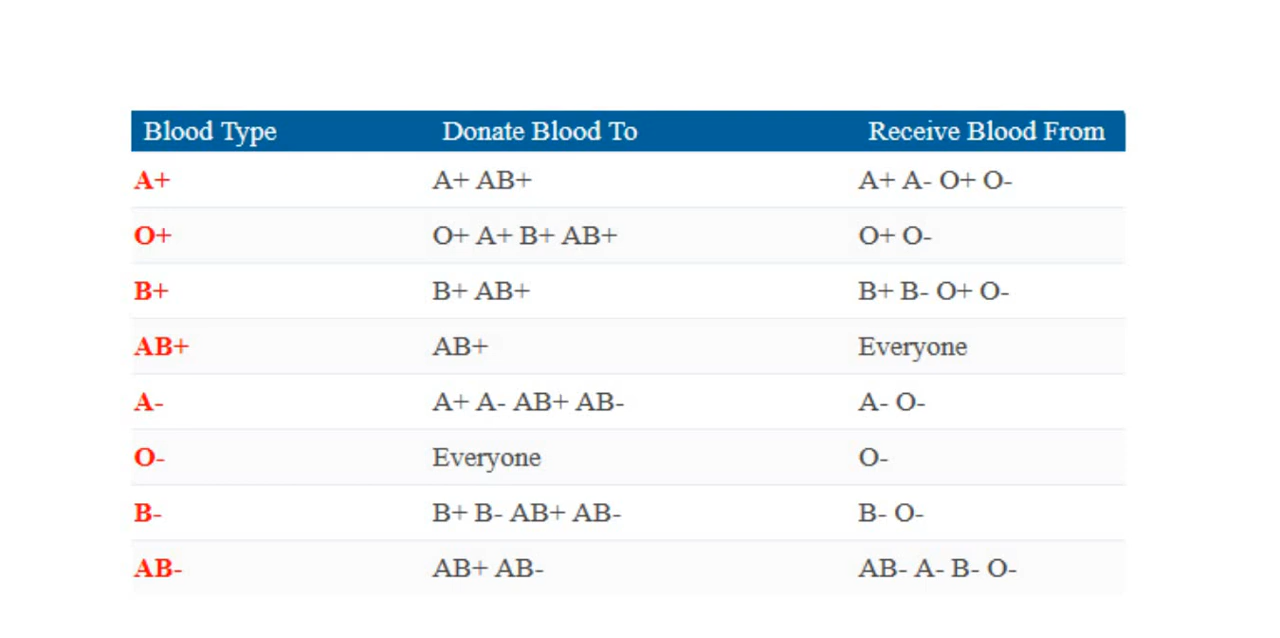 Blood Type Donate Blood To Receive Blood From
A+ A+ AB+ A+ A- O+ O-
O+ O+ A+ B+ AB+ O+ O-
B+ B+ AB+ B+ B- O+ O-
AB+ AB+ Everyone
A- A+ A- AB+ AB- A- O-
O- Everyone O-
B- B+ B- AB+ AB- B- O-
AB- AB+ AB- AB- A- B- O-